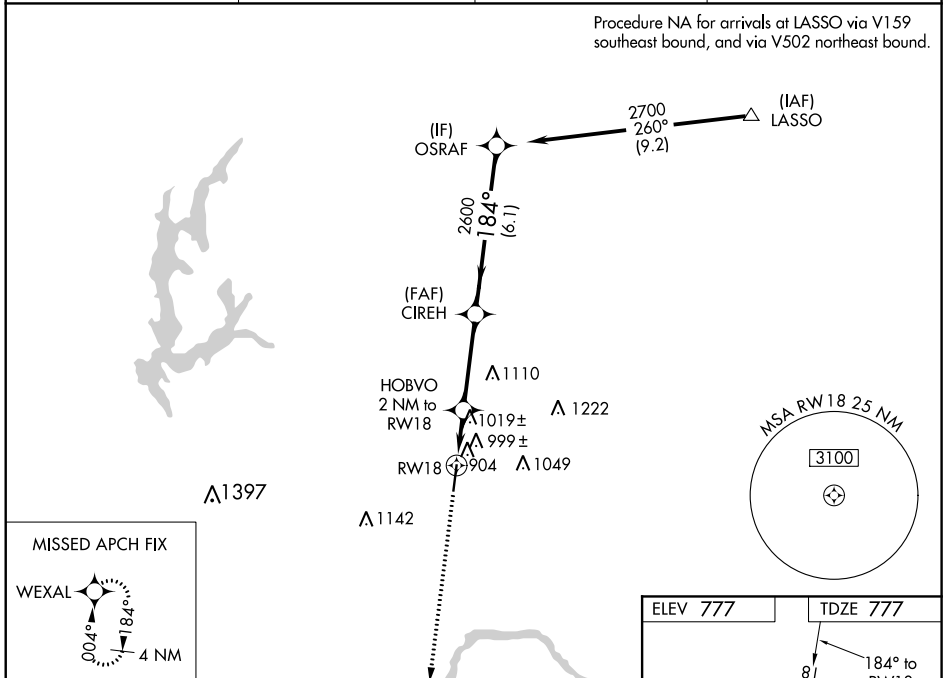 Procedure NA for arrivals at LASSO via V159
southeast bound, and via V502 northeast bound.
2700
260°
(9.2)
(IAF)
LASSO
(IF)
OSRAF
2600
184°
(6.1)
(FAF)
CIREH
1110
HOBVO
2 NM to
RW18
1222
1019±
999±
RW18
904
1049
MSA RW18 25 NM
3100
1397
1142
MISSED APCH FIX
WEXAL
004°
184°
4 NM
ELEV 777
TDZE 777
184° to
RW18